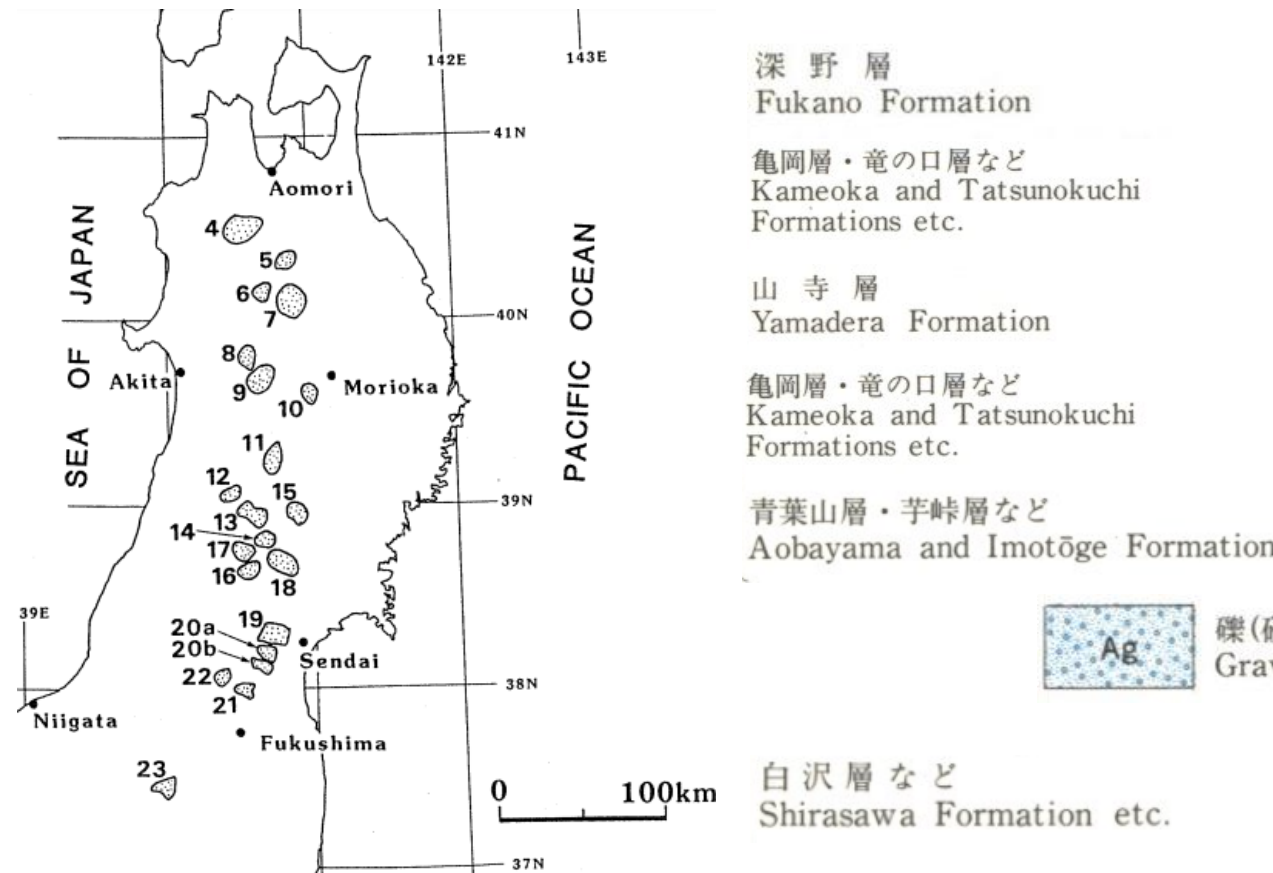 142E
143E
41N
Aomori
4
5
6
7
SEA OF JAPAN
PACIFIC OCEAN
40N
8
Akita
9
Morioka
10
11
12
15
39N
13
14
17
16
18
39E
19
20a
20b
Sendai
22
38N
21
Niigata
Fukushima
23
0
100km
37N
深野層
Fukano Formation
亀岡層・竜の口層など
Kameoka and Tatsunokuchi
Formations etc.
山寺層
Yamadera Formation
亀岡層・竜の口層など
Kameoka and Tatsunokuchi
Formations etc.
青葉山層・芋峠層など
Aobayama and Imotōge Formation
Ag
礫
白沢層など
Shirasawa Formation etc.